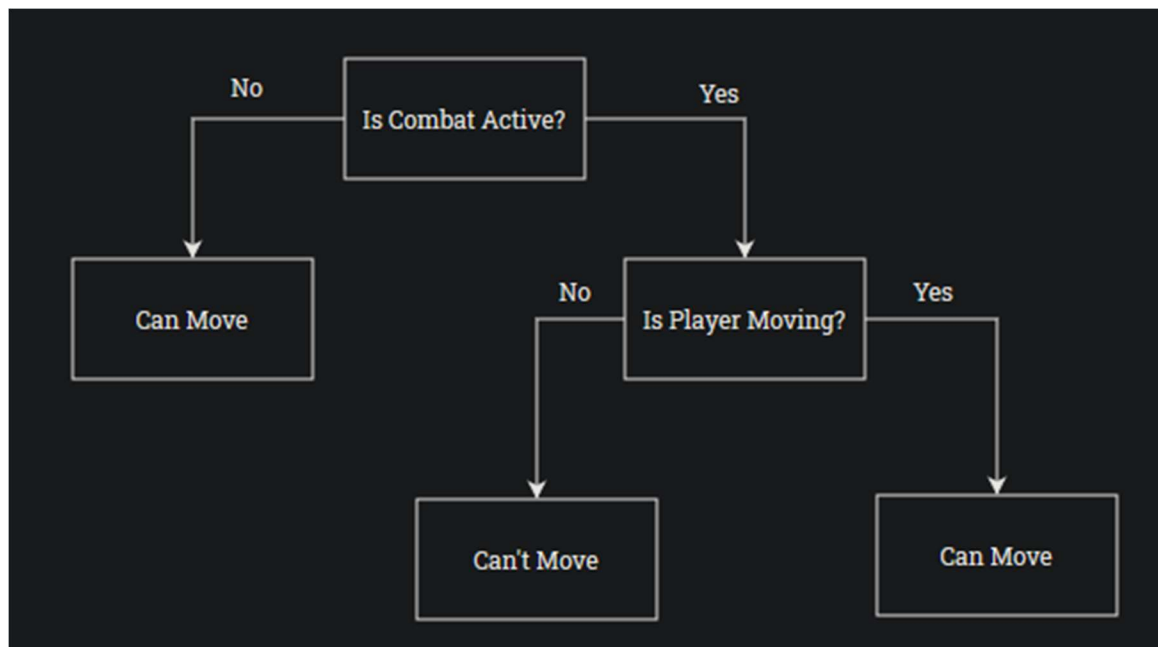 No
Is Combat Active?
Yes
Can Move
No
Is Player Moving?
Yes
Can't Move
Can Move